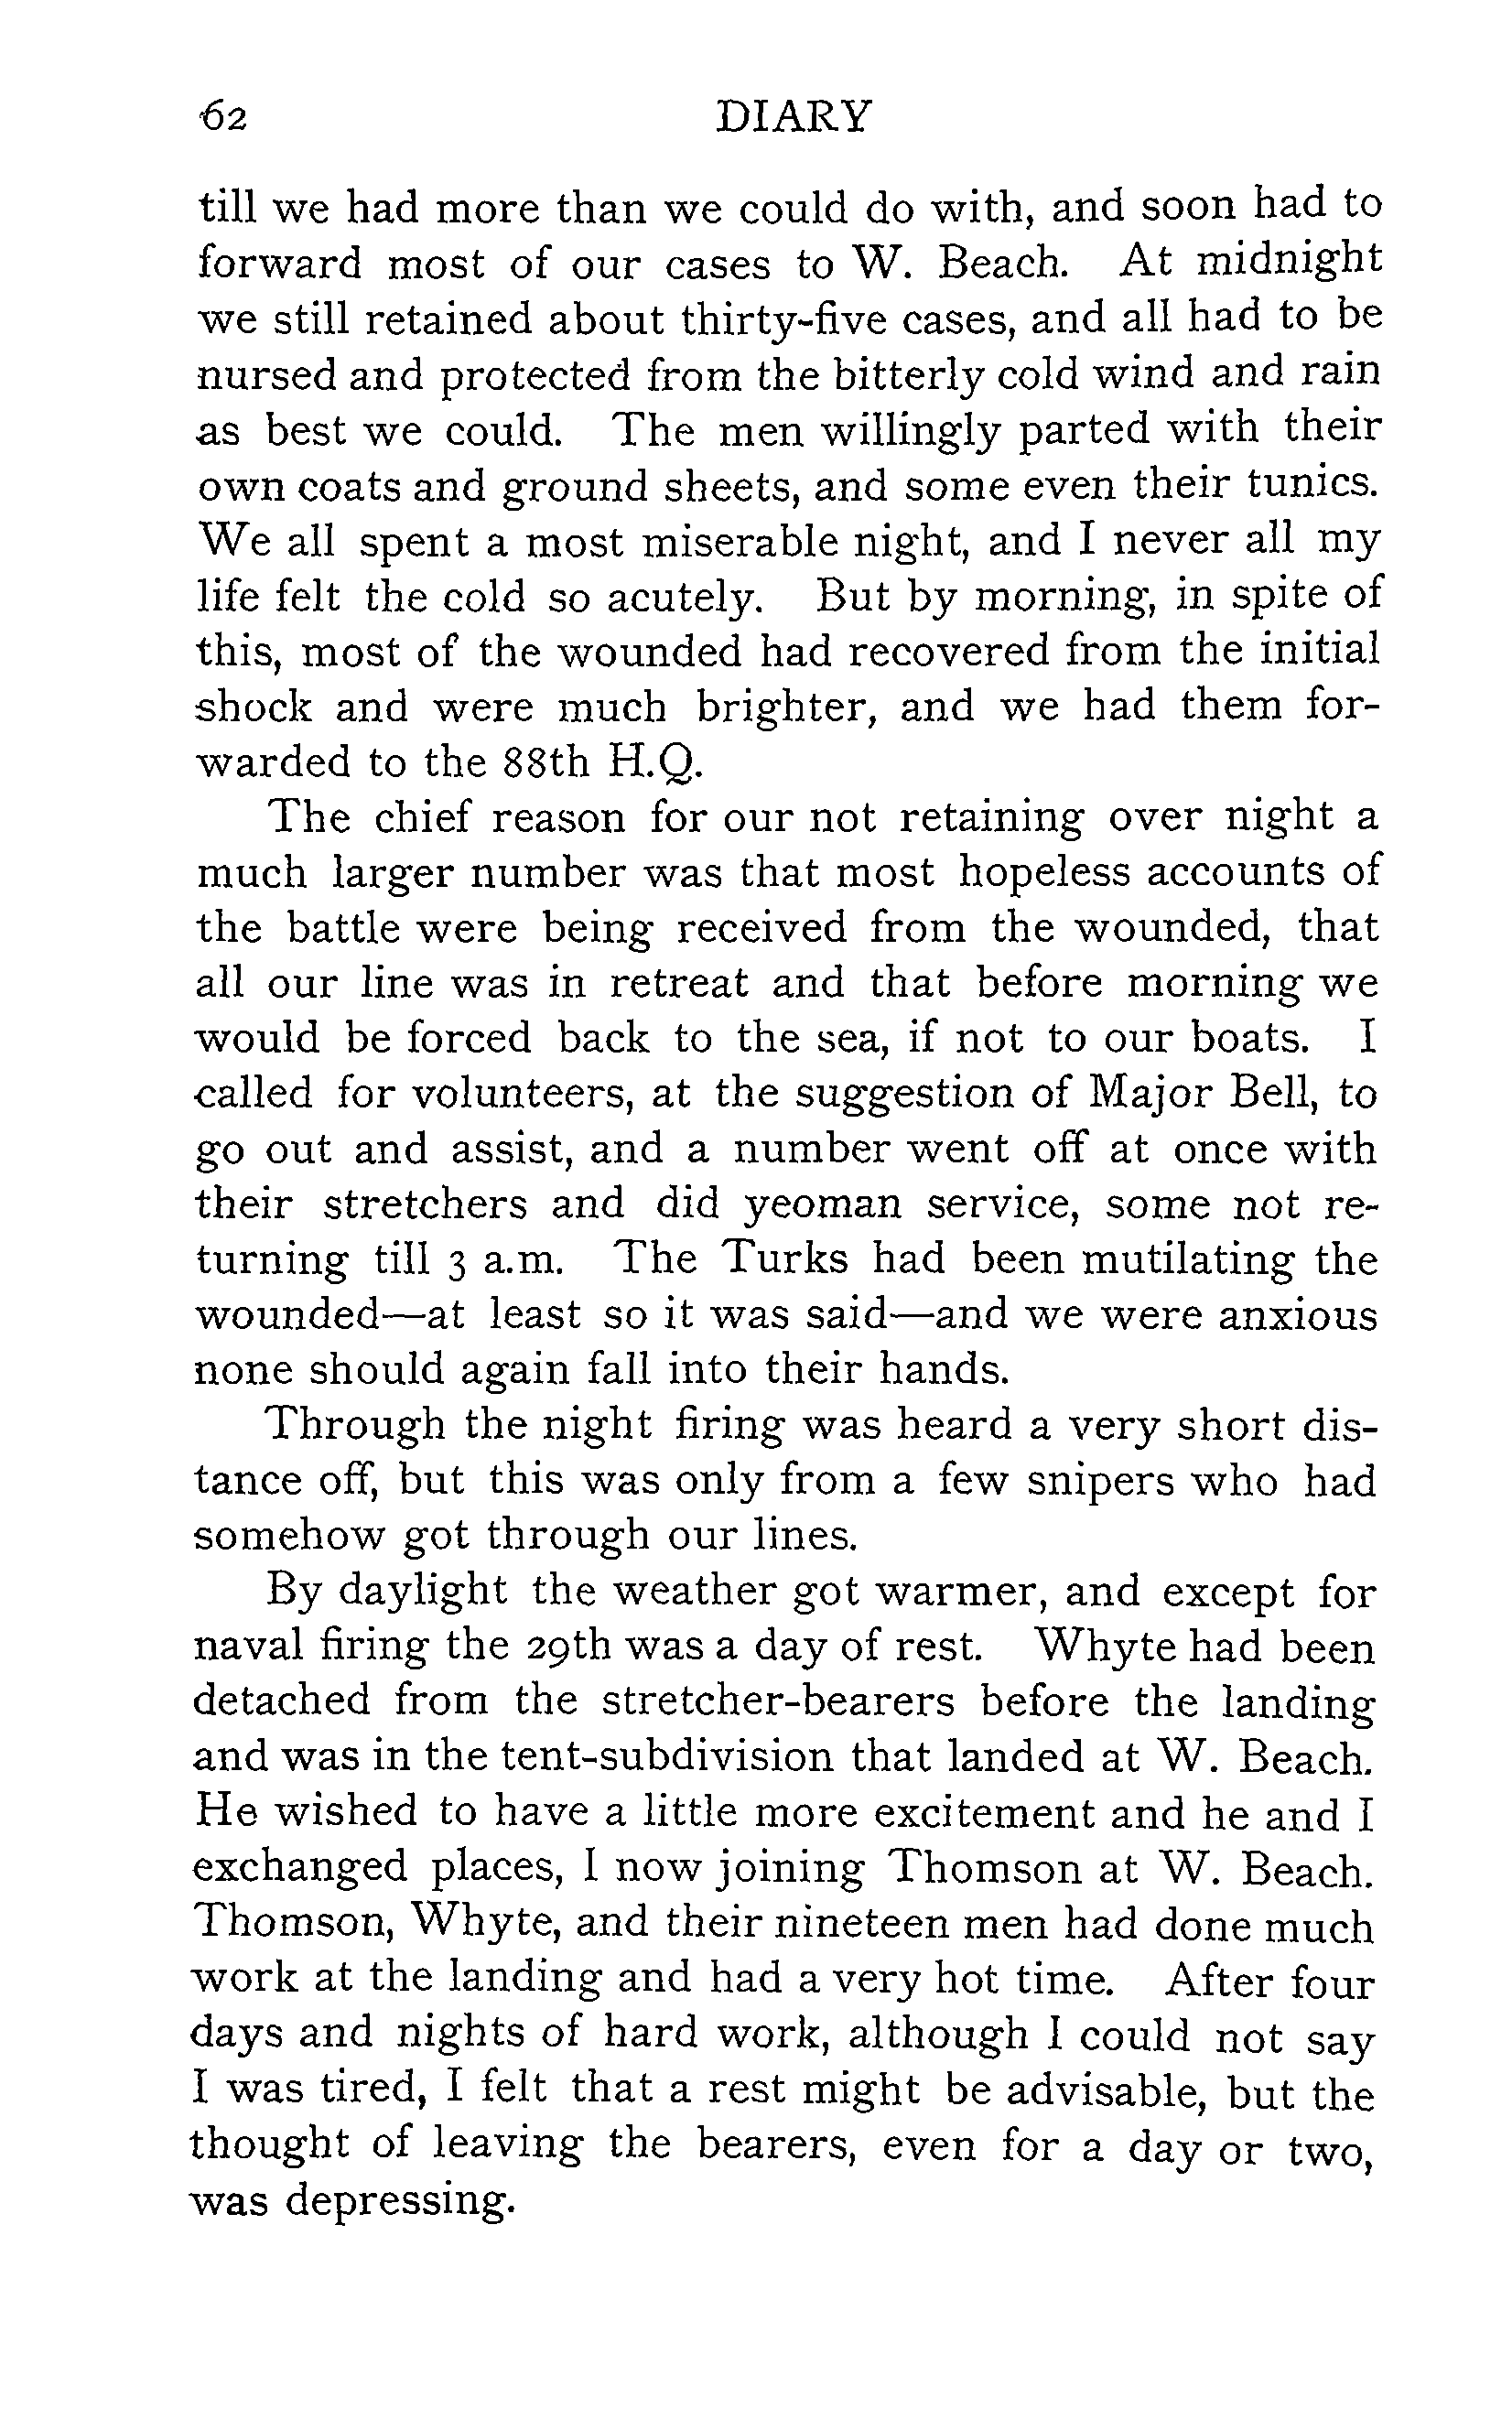 62 DIARY
till we had more than we could do with, and soon had to
forward most of our cases to W. Beach. At midnight
we still retained about thirty-five cases, and all had to be
nursed and protected from the bitterly cold wind and rain
as best we could. The men willingly parted with their
own coats and ground sheets, and some even their tunics.
We all spent a most miserable night, and I never all my
life felt the cold so acutely. But by morning, in spite of
this, most of the wounded had recovered from the initial
shock and were much brighter, and we had them for-
warded to the 88th H.Q.
The chief reason for our not retaining over night a
much larger number was that most hopeless accounts of
the battle were being received from the wounded, that
all our line was in retreat and that before morning we
would be forced back to the sea, if not to our boats. I
called for volunteers, at the suggestion of Major Bell, to
go out and assist, and a number went off at once with
their stretchers and did yeoman service, some not re-
turning till 3 a.m. The Turks had been mutilating the
wounded—at least so it was said—and we were anxious
none should again fall into their hands.
Through the night firing was heard a very short dis-
tance off, but this was only from a few snipers who had
somehow got through our lines.
By daylight the weather got warmer, and except for
naval firing the 29th was a day of rest. Whyte had been
detached from the stretcher-bearers before the landing
and was in the tent-subdivision that landed at W. Beach.
He wished to have a little more excitement and he and I
exchanged places, I now joining Thomson at W. Beach.
Thomson, Whyte, and their nineteen men had done much
work at the landing and had a very hot time. After four
days and nights of hard work, although I could not say
I was tired, I felt that a rest might be advisable, but the
thought of leaving the bearers, even for a day or two,
was depressing.